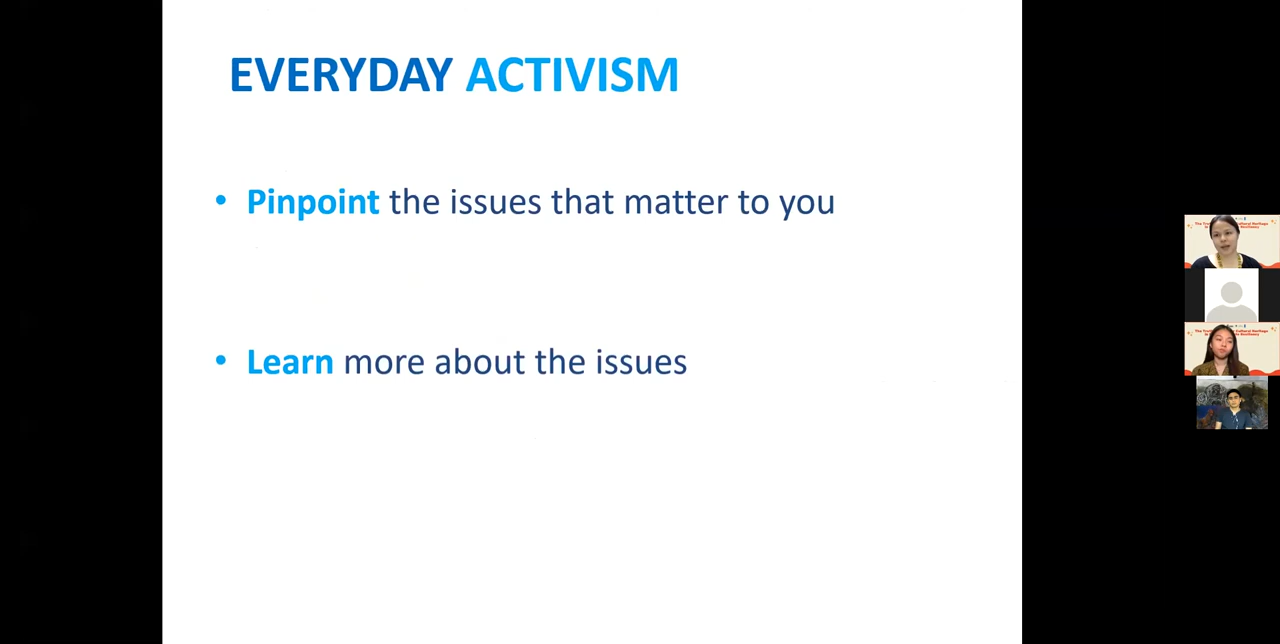 EVERYDAY ACTIVISM
• Pinpoint the issues that matter to you
• Learn more about the issues